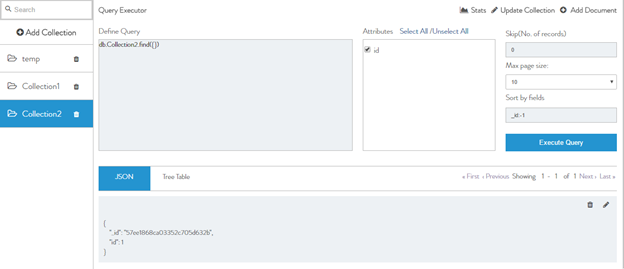 Search
Add Collection
temp
Collection1
Collection2
Query Executor
Stats Update Collection Add Document
Define Query
db.Collection2.find({})
Attributes Select All /Unselect All
id
Skip(No. of records)
0
Max page size:
10
Sort by fields
_id:-1
Execute Query
JSON Tree Table
« First ‹ Previous Showing 1 - 1 of 1 Next › Last »
{
"_id": "57ee1868ca03352c705d632b",
"id": 1
}